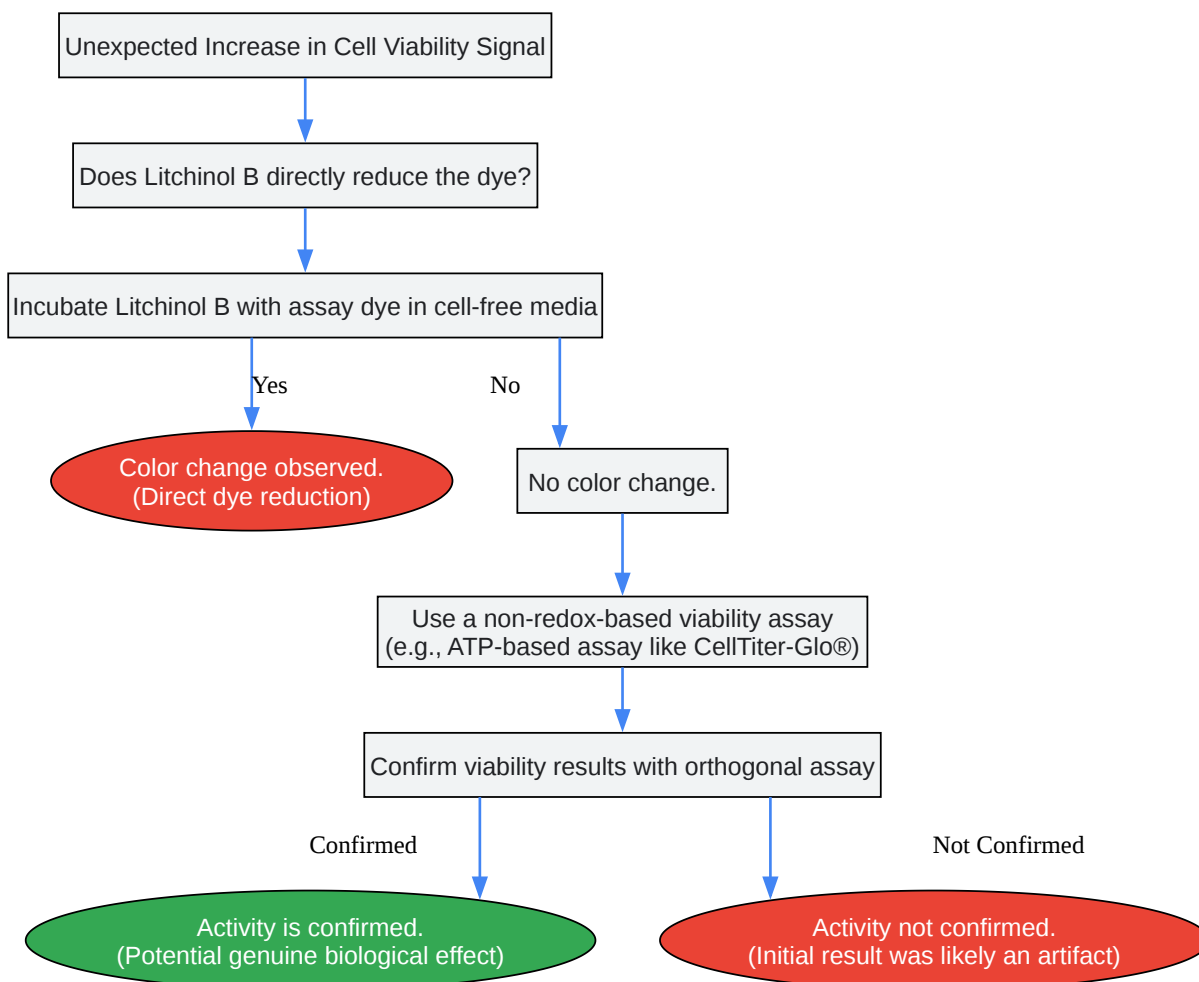 Unexpected Increase in Cell Viability Signal
Does Litchinol B directly reduce the dye?
Incubate Litchinol B with assay dye in cell-free media
Yes
No
Color change observed.
(Direct dye reduction)
No color change.
Use a non-redox-based viability assay
(e.g., ATP-based assay like CellTiter-Glo®)
Confirm viability results with orthogonal assay
Confirmed
Not Confirmed
Activity is confirmed.
(Potential genuine biological effect)
Activity not confirmed.
(Initial result was likely an artifact)